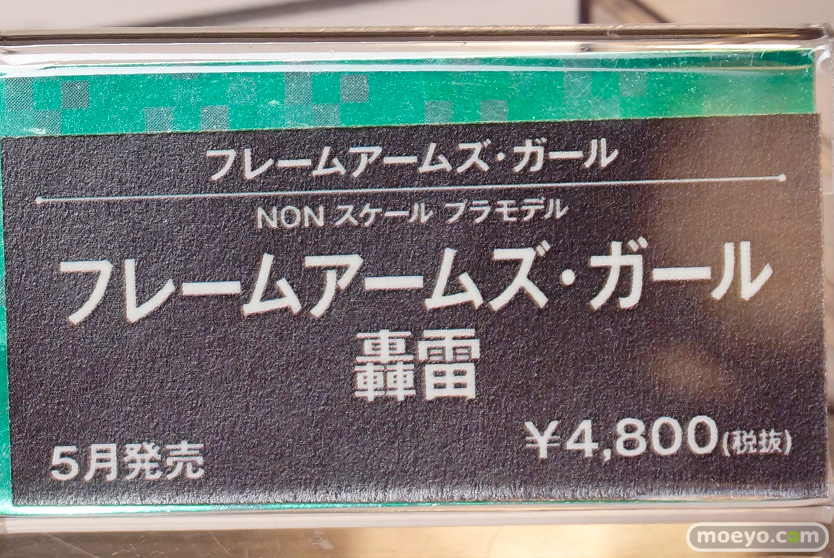 フレームアームズ・ガール
NON スケール プラモデル
フレームアームズ・ガール
轟雷
5月発売
¥4,800(税抜)
moeyo.com